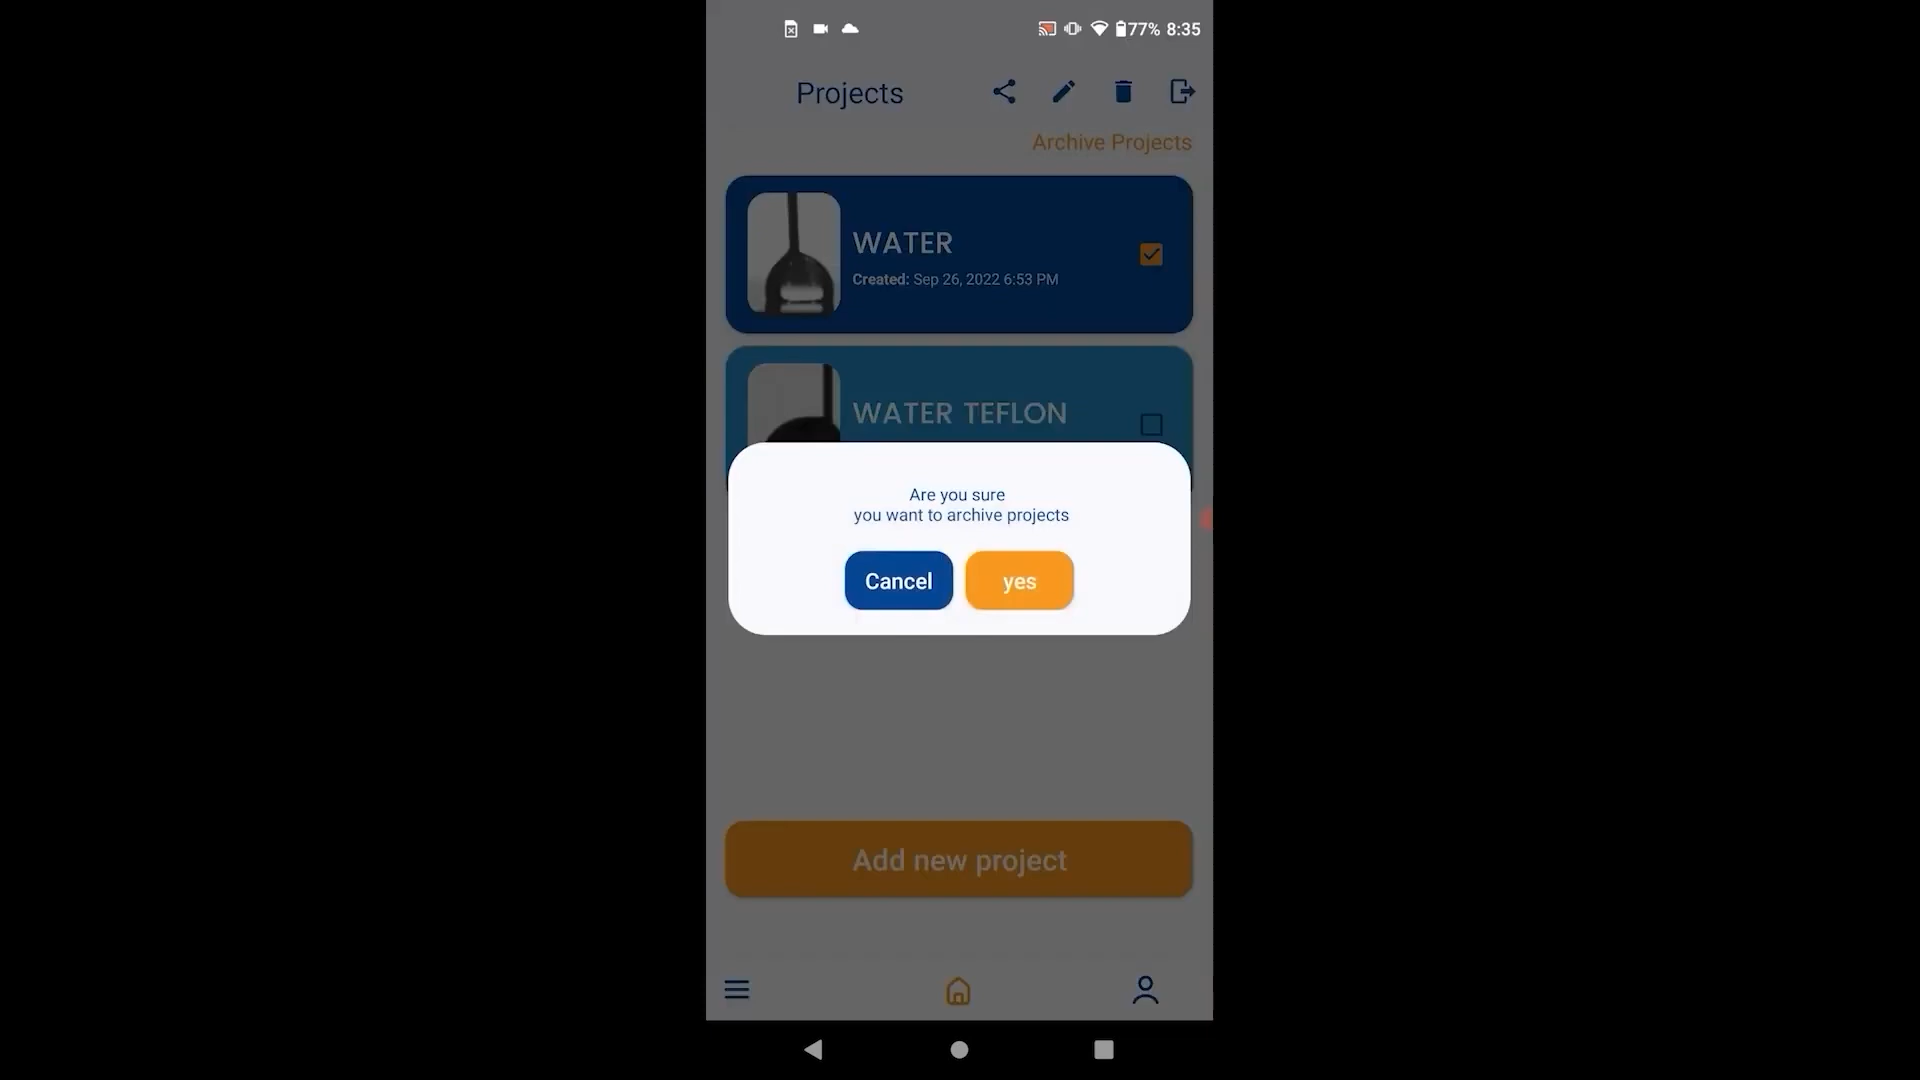 77% 8:35
Projects
Archive Projects
WATER
Created: Sep 26, 2022 6:53 PM
WATER TEFLON
Are you sure
you want to archive projects
Cancel yes
Add new project